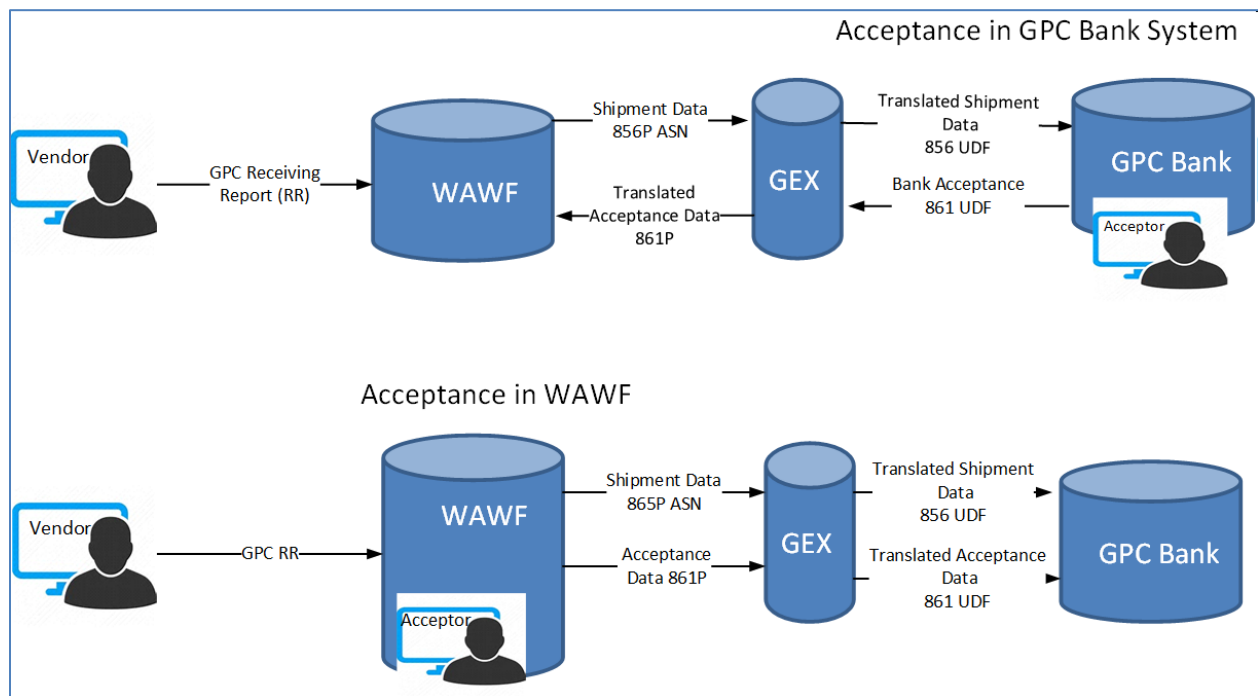 Acceptance in GPC Bank System
Vendor
GPC Receiving
Report (RR)
WAWF
Shipment Data
856P ASN
Translated
Acceptance Data
861P
GEX
Translated Shipment
Data
856 UDF
Bank Acceptance
861 UDF
GPC Bank
Acceptor
Acceptance in WAWF
Vendor
GPC RR
WAWF
Acceptor
Shipment Data
865P ASN
Acceptance
Data 861P
GEX
Translated Shipment
Data
856 UDF
Translated Acceptance
Data
861 UDF
GPC Bank